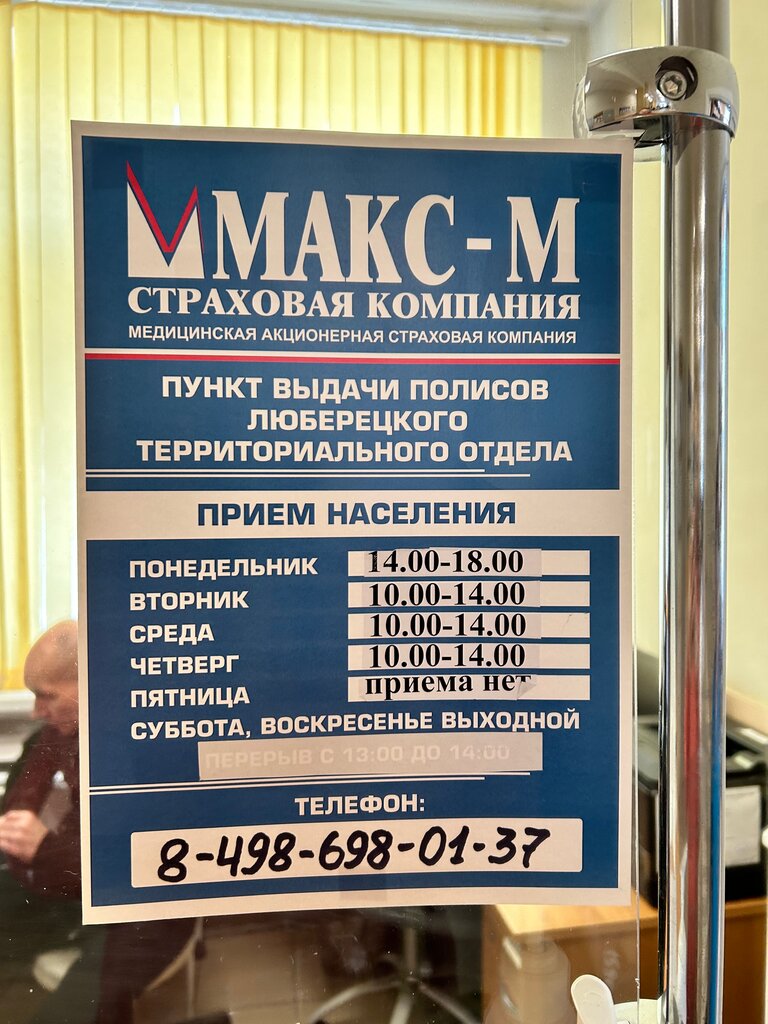 МАКС-М
СТРАХОВАЯ КОМПАНИЯ
МЕДИЦИНСКАЯ АКЦИОНЕРНАЯ СТРАХОВАЯ КОМПАНИЯ
ПУНКТ ВЫДАЧИ ПОЛИСОВ
ЛЮБЕРЕЦКОГО
ТЕРРИТОРИАЛЬНОГО ОТДЕЛА
ПРИЕМ НАСЕЛЕНИЯ
ПОНЕДЕЛЬНИК 14.00-18.00
ВТОРНИК 10.00-14.00
СРЕДА 10.00-14.00
ЧЕТВЕРГ 10.00-14.00
ПЯТНИЦА приема нет
СУББОТА, ВОСКРЕСЕНЬЕ ВЫХОДНОЙ
ПЕРЕРЫВ С 13:00 ДО 14:00
ТЕЛЕФОН:
8-498-698-01-37